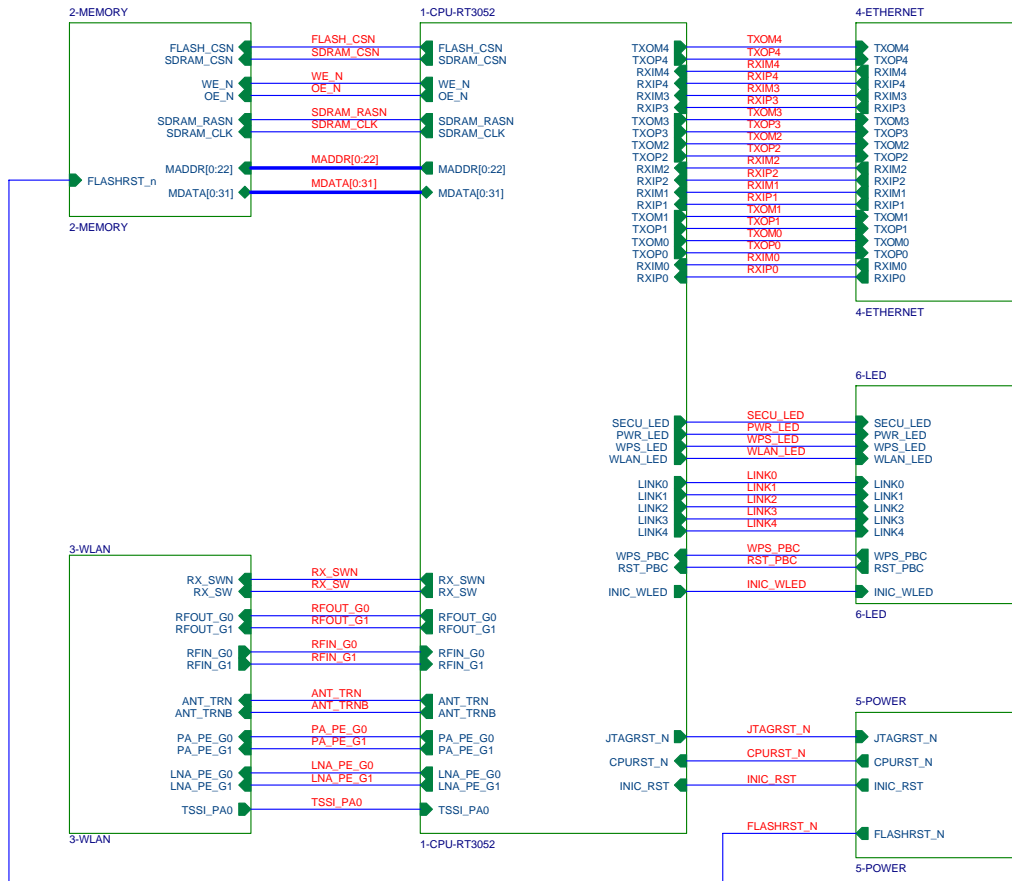 2-MEMORY
FLASH_CSN
SDRAM_CSN
WE_N
OE_N
SDRAM_RASN
SDRAM_CLK
MADDR[0:22]
FLASHRST_n
MDATA[0:31]
2-MEMORY
FLASH_CSN
SDRAM_CSN
WE_N
OE_N
SDRAM_RASN
SDRAM_CLK
MADDR[0:22]
MDATA[0:31]
1-CPU-RT3052
FLASH_CSN
SDRAM_CSN
WE_N
OE_N
SDRAM_RASN
SDRAM_CLK
MADDR[0:22]
MDATA[0:31]
TXOM4
TXOP4
RXIM4
RXIP4
RXIM3
RXIP3
TXOM3
TXOP3
TXOM2
TXOP2
RXIM2
RXIP2
RXIM1
RXIP1
TXOM1
TXOP1
TXOM0
TXOP0
RXIM0
RXIP0
TXOM4
TXOP4
RXIM4
RXIP4
RXIM3
RXIP3
TXOM3
TXOP3
TXOM2
TXOP2
RXIM2
RXIP2
RXIM1
RXIP1
TXOM1
TXOP1
TXOM0
TXOP0
RXIM0
RXIP0
4-ETHERNET
TXOM4
TXOP4
RXIM4
RXIP4
RXIM3
RXIP3
TXOM3
TXOP3
TXOM2
TXOP2
RXIM2
RXIP2
RXIM1
RXIP1
TXOM1
TXOP1
TXOM0
TXOP0
RXIM0
RXIP0
4-ETHERNET
SECU_LED
PWR_LED
WPS_LED
WLAN_LED
LINK0
LINK1
LINK2
LINK3
LINK4
WPS_PBC
RST_PBC
INIC_WLED
SECU_LED
PWR_LED
WPS_LED
WLAN_LED
LINK0
LINK1
LINK2
LINK3
LINK4
WPS_PBC
RST_PBC
INIC_WLED
6-LED
SECU_LED
PWR_LED
WPS_LED
WLAN_LED
LINK0
LINK1
LINK2
LINK3
LINK4
WPS_PBC
RST_PBC
INIC_WLED
6-LED
3-WLAN
RX_SWN
RX_SW
RFOUT_G0
RFOUT_G1
RFIN_G0
RFIN_G1
ANT_TRN
ANT_TRNB
PA_PE_G0
PA_PE_G1
LNA_PE_G0
LNA_PE_G1
TSSI_PA0
3-WLAN
RX_SWN
RX_SW
RFOUT_G0
RFOUT_G1
RFIN_G0
RFIN_G1
ANT_TRN
ANT_TRNB
PA_PE_G0
PA_PE_G1
LNA_PE_G0
LNA_PE_G1
TSSI_PA0
RX_SWN
RX_SW
RFOUT_G0
RFOUT_G1
RFIN_G0
RFIN_G1
ANT_TRN
ANT_TRNB
PA_PE_G0
PA_PE_G1
LNA_PE_G0
LNA_PE_G1
TSSI_PA0
1-CPU-RT3052
JTAGRST_N
CPURST_N
INIC_RST
JTAGRST_N
CPURST_N
INIC_RST
FLASHRST_N
5-POWER
JTAGRST_N
CPURST_N
INIC_RST
FLASHRST_N
5-POWER